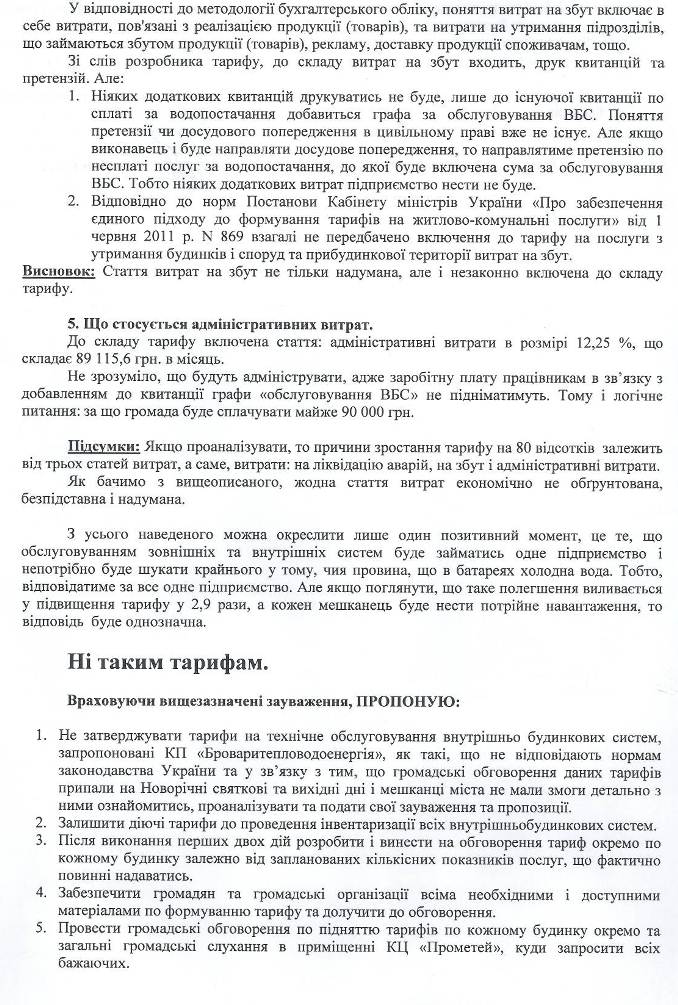 У відповідності до методології бухгалтерського обліку, поняття витрат на збут включає в
себе витрати, пов'язані з реалізацією продукції (товарів), та витрати на утримання підрозділів,
що займаються збутом продукції (товарів), рекламу, доставку продукції споживачам, тощо.
Зі слів розробника тарифу, до складу витрат на збут входить, друк квитанцій та
претензій. Але:
1. Ніяких додаткових квитанцій друкуватись не буде, лише до існуючої квитанції по
сплаті за водопостачання добавиться графа за обслуговування ВБС. Поняття
претензії чи досудового попередження в цивільному праві вже не існує. Але якщо
виконавець і буде направляти досудове попередження, то направлятиме претензію по
несплаті послуг за водопостачання, до якої буде включена сума за обслуговування
ВБС. Тобто ніяких додаткових витрат підприємство нести не буде.
2. Відповідно до норм Постанови Кабінету міністрів України «Про забезпечення
єдиного підходу до формування тарифів на житлово-комунальні послуги» від 1
червня 2011 р. N 869 взагалі не передбачено включення до тарифу на послуги з
утримання будинків і споруд та прибудинкової території витрат на збут.
Висновок: Стаття витрат на збут не тільки надумана, але і незаконно включена до складу
тарифу.
5. Що стосується адміністративних витрат.
До складу тарифу включена стаття: адміністративні витрати в розмірі 12,25 %, що
складає 89 115,6 грн. в місяць.
Не зрозуміло, що будуть адмініструвати, адже заробітну плату працівникам в зв'язку з
добавленням до квитанції графи «обслуговування ВБС» не підніматимуть. Тому і логічне
питання: за що громада буде сплачувати майже 90 000 грн.
Підсумки: Якщо проаналізувати, то причини зростання тарифу на 80 відсотків залежить
від трьох статей витрат, а саме, витрати: на ліквідацію аварій, на збут і адміністративні витрати.
Як бачимо з вищеописаного, жодна стаття витрат економічно не обґрунтована,
безпідставна і надумана.
З усього наведеного можна окреслити лише один позитивний момент, це те, що
обслуговуванням зовнішніх та внутрішніх систем буде займатись одне підприємство і
непотрібно буде шукати крайнього у тому, чия провина, що в батареях холодна вода. Тобто,
відповідатиме за все одне підприємство. Але якщо поглянути, що таке полегшення виливається
у підвищення тарифу у 2,9 рази, а кожен мешканець буде нести потрійне навантаження, то
відповідь буде однозначна.
Ні таким тарифам.
Враховуючи вищезазначені зауваження, ПРОПОНУЮ:
1. Не затверджувати тарифи на технічне обслуговування внутрішньо будинкових систем,
запропоновані КП «Броваритепловодоенергія», як такі, що не відповідають нормам
законодавства України та у зв'язку з тим, що громадські обговорення даних тарифів
припали на Новорічні святкові та вихідні дні і мешканці міста не мали змоги детально з
ними ознайомитись, проаналізувати та подати свої зауваження та пропозиції.
2. Залишити діючі тарифи до проведення інвентаризації всіх внутрішньобудинкових систем.
3. Після виконання перших двох дій розробити і винести на обговорення тариф окремо по
кожному будинку залежно від запланованих кількісних показників послуг, що фактично
повинні надаватись.
4. Забезпечити громадян та громадські організації всіма необхідними і доступними
матеріалами по формуванню тарифу та долучити до обговорення.
5. Провести громадські обговорення по підняттю тарифів по кожному будинку окремо та
загальні громадські слухання в приміщенні КЦ «Прометей», куди запросити всіх
бажаючих.